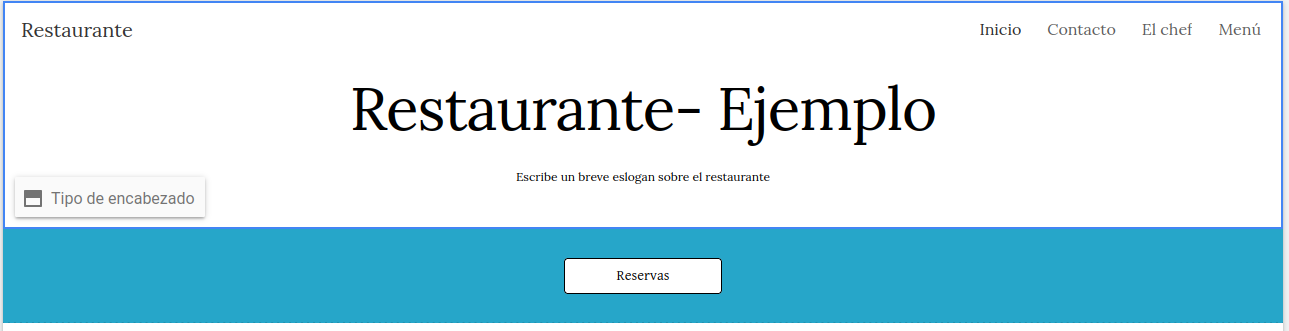 Restaurante
Inicio Contacto El chef Menú
Restaurante- Ejemplo
Escribe un breve eslogan sobre el restaurante
Tipo de encabezado
Reservas